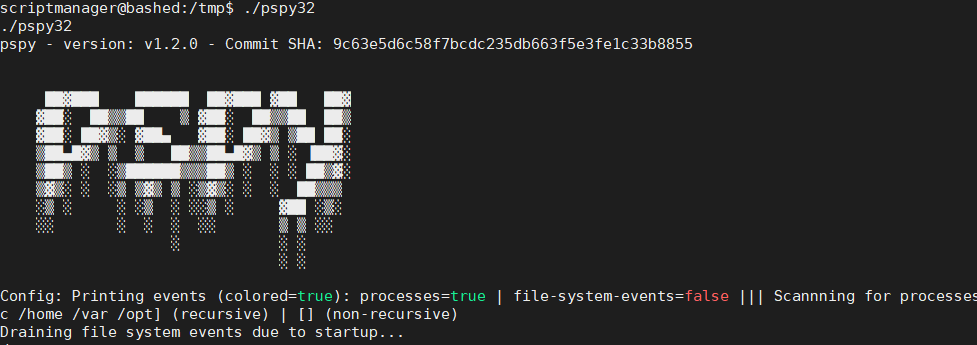 scriptmanager@bashed:/tmp$ ./pspy32
./pspy32
pspy - version: v1.2.0 - Commit SHA: 9c63e5d6c58f7bcdc235db663f5e3fe1c33b8855
Config: Printing events (colored=true): processes=true | file-system-events=false ||| Scannning for processes
c /home /var /opt] (recursive) | [] (non-recursive)
Draining file system events due to startup...